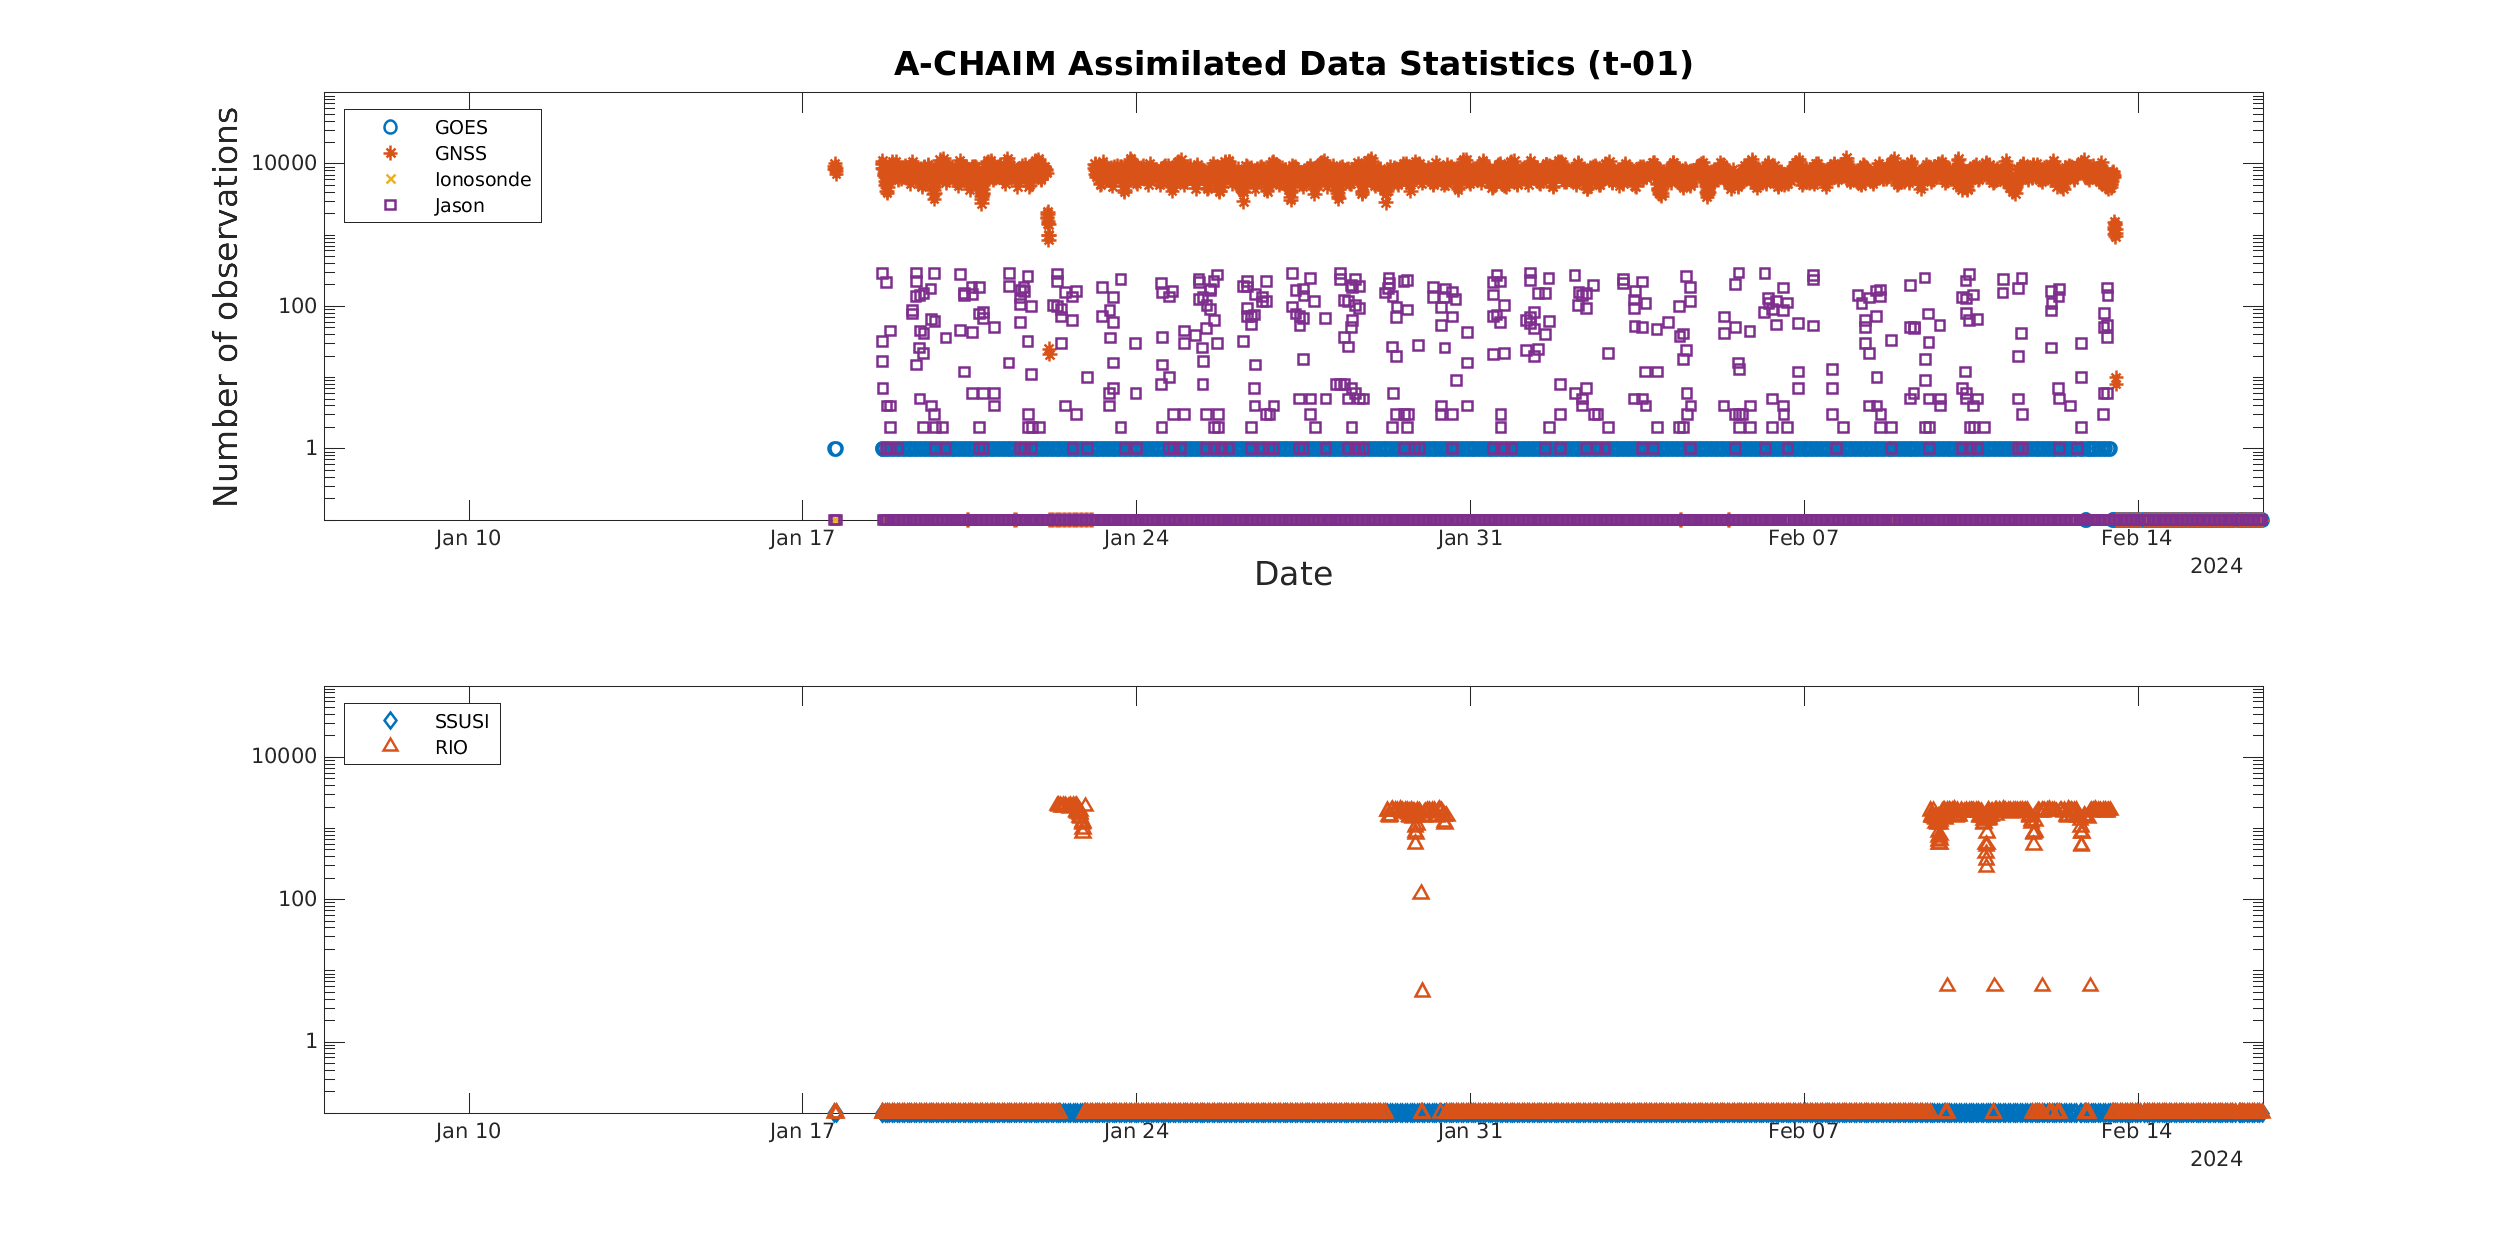 A-CHAIM Assimilated Data Statistics (t-01)
Number of observations
GOES
GNSS
Ionosonde
Jason
10000
100
1
Jan 10 Jan 17 Jan 24 Jan 31 Feb 07 Feb 14
2024
Date
SSUSI
RIO
10000
100
1
Jan 10 Jan 17 Jan 24 Jan 31 Feb 07 Feb 14
2024